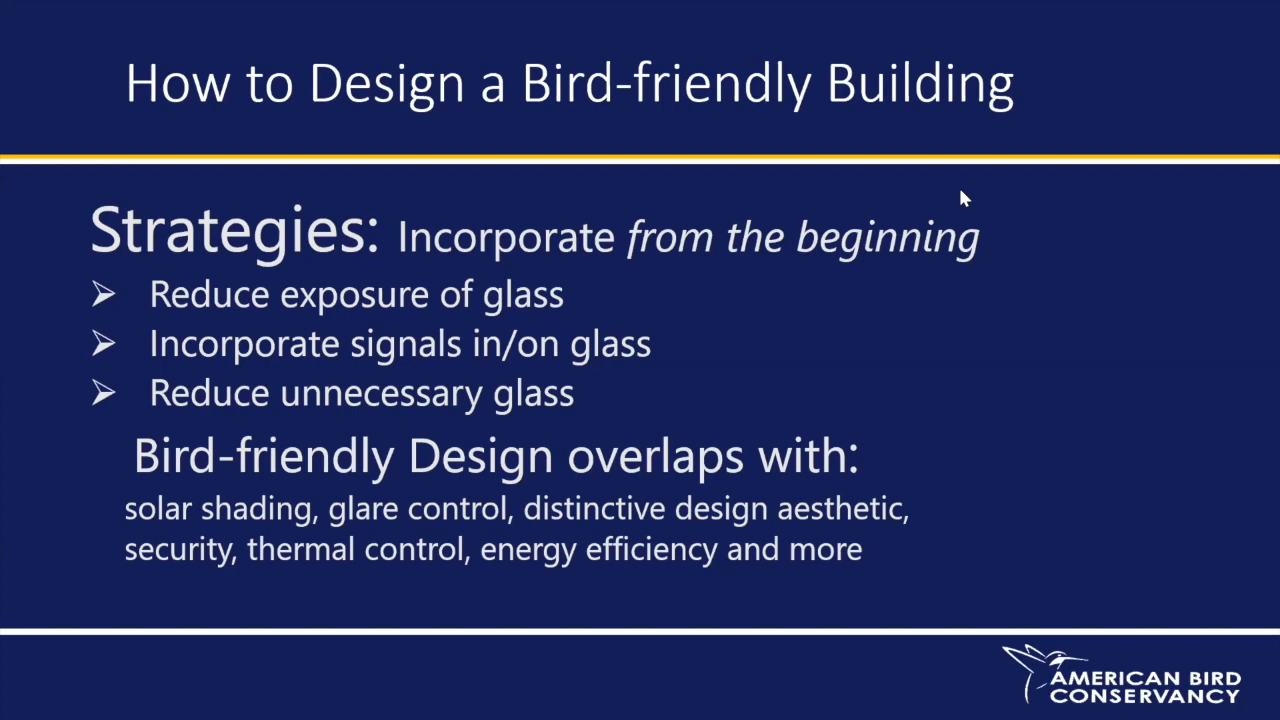 How to Design a Bird-friendly Building
Strategies: Incorporate from the beginning
➢ Reduce exposure of glass
➢ Incorporate signals in/on glass
➢ Reduce unnecessary glass
Bird-friendly Design overlaps with:
solar shading, glare control, distinctive design aesthetic,
security, thermal control, energy efficiency and more
AMERICAN BIRD
CONSERVANCY